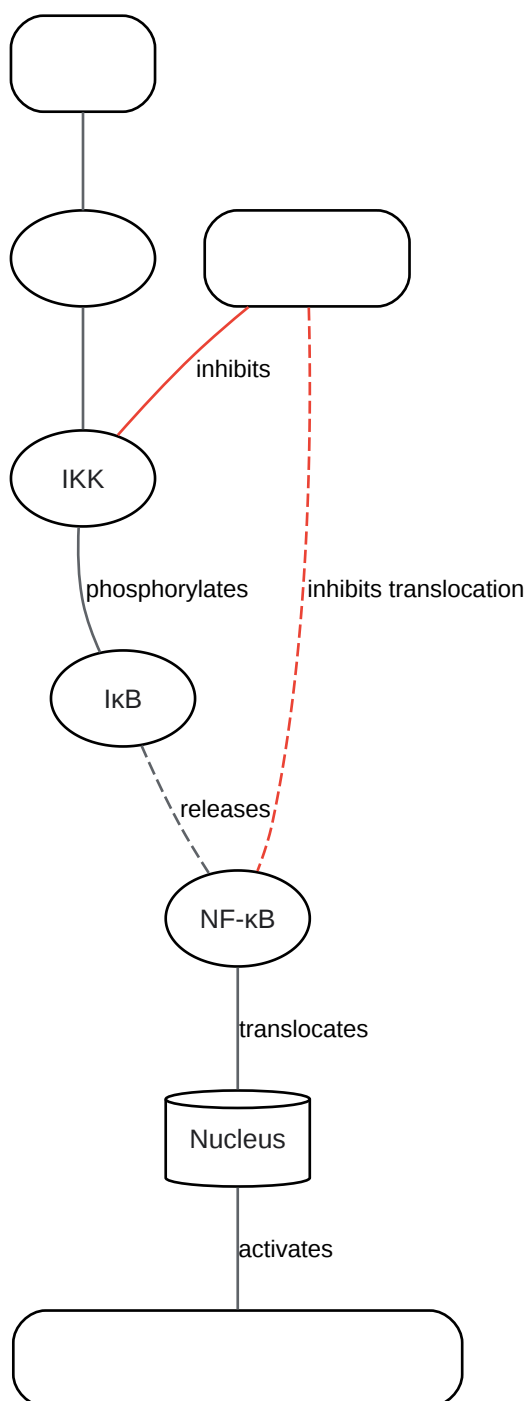 inhibits
IKK
phosphorylates
inhibits translocation
IκB
releases
NF-κB
translocates
Nucleus
activates